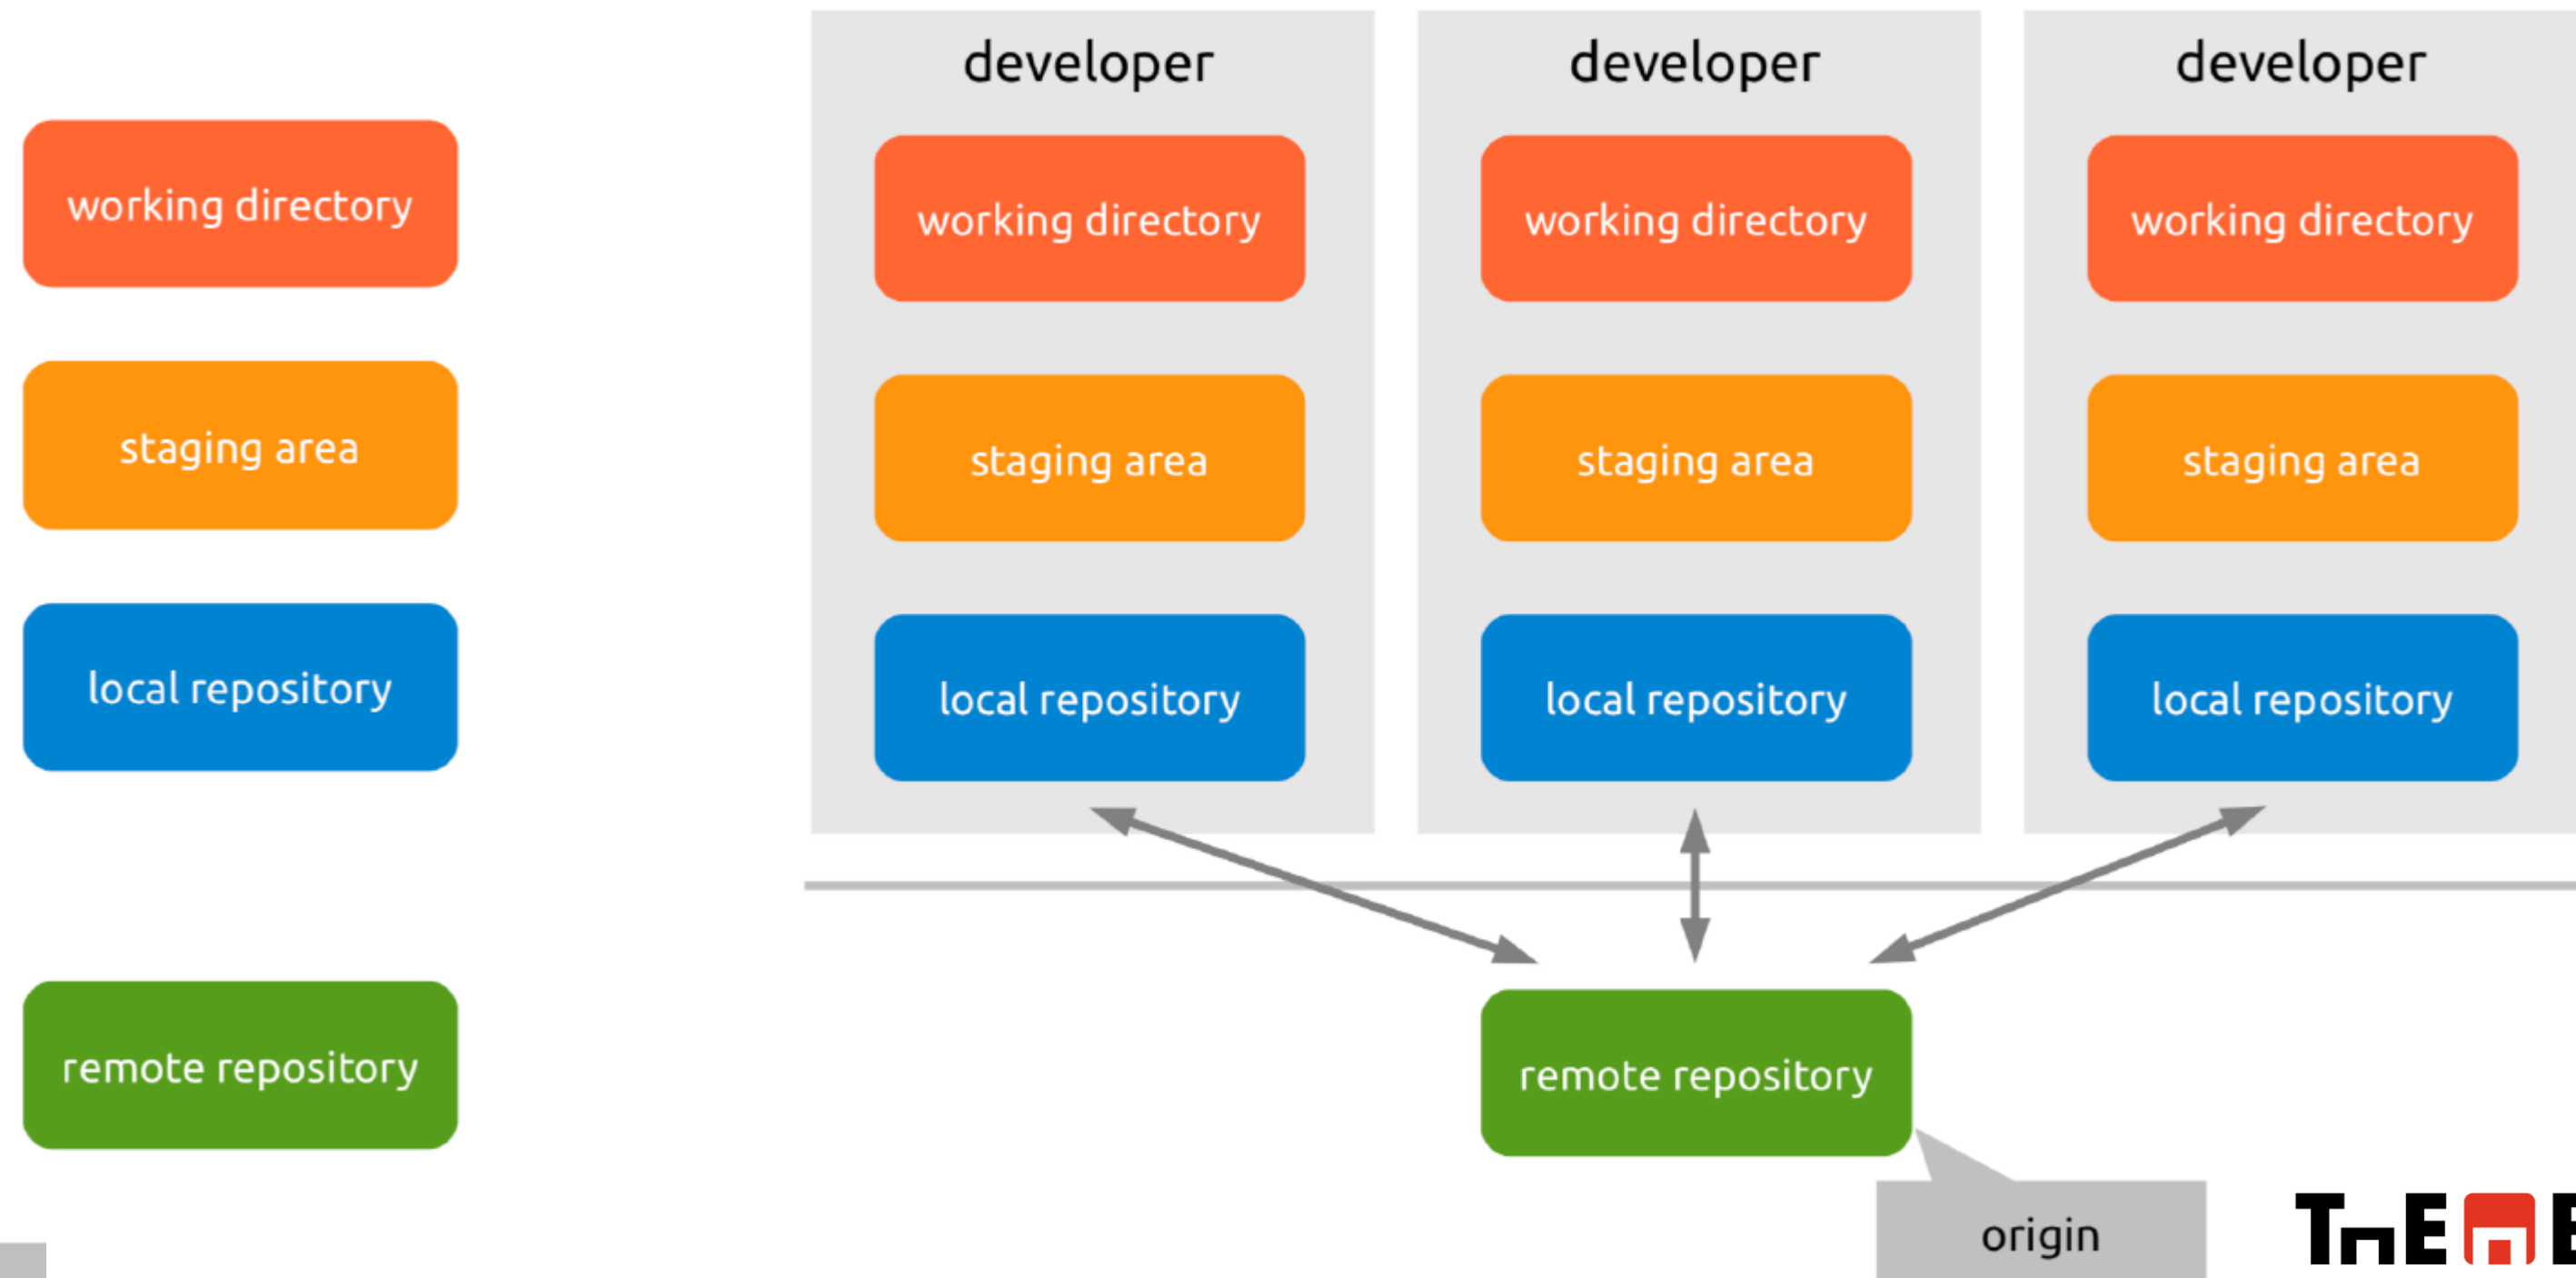 working directory
staging area
local repository
remote repository
developer
working directory
staging area
local repository
developer
working directory
staging area
local repository
developer
working directory
staging area
local repository
remote repository
origin